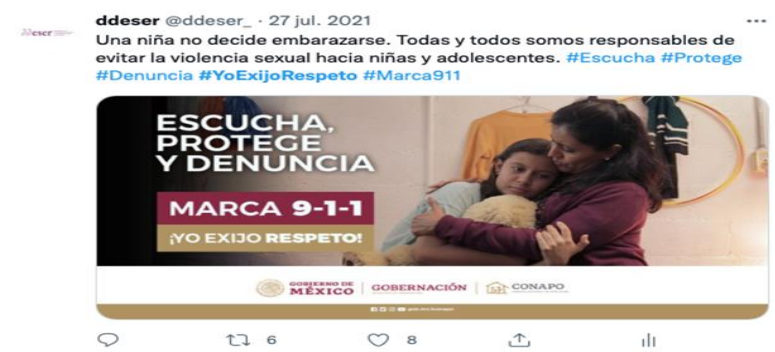 ddeser @ddeser_ · 27 jul. 2021
Una niña no decide embarazarse. Todas y todos somos responsables de
evitar la violencia sexual hacia niñas y adolescentes. #Escucha #Protege
#Denuncia #YoExijoRespeto #Marca911
ESCUCHA,
PROTEGE
Y DENUNCIA
MARCA 9-1-1
¡YO EXIJO RESPETO!
GOBIERNO DE
MÉXICO
GOBERNACIÓN
CONAPO
6
8